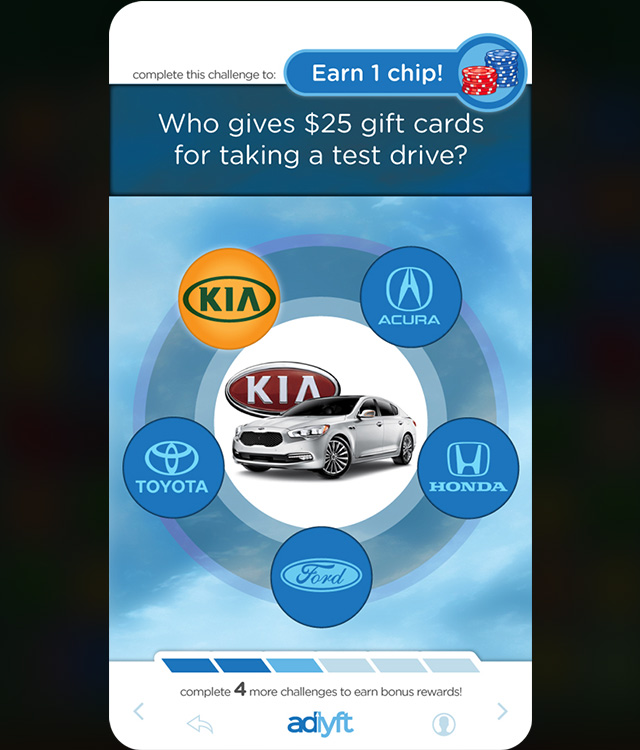 complete this challenge to:
Earn 1 chip!
Who gives $25 gift cards
for taking a test drive?
KIA
ACURA
KIA
TOYOTA
HONDA
Ford
complete 4 more challenges to earn bonus rewards!
adlyft